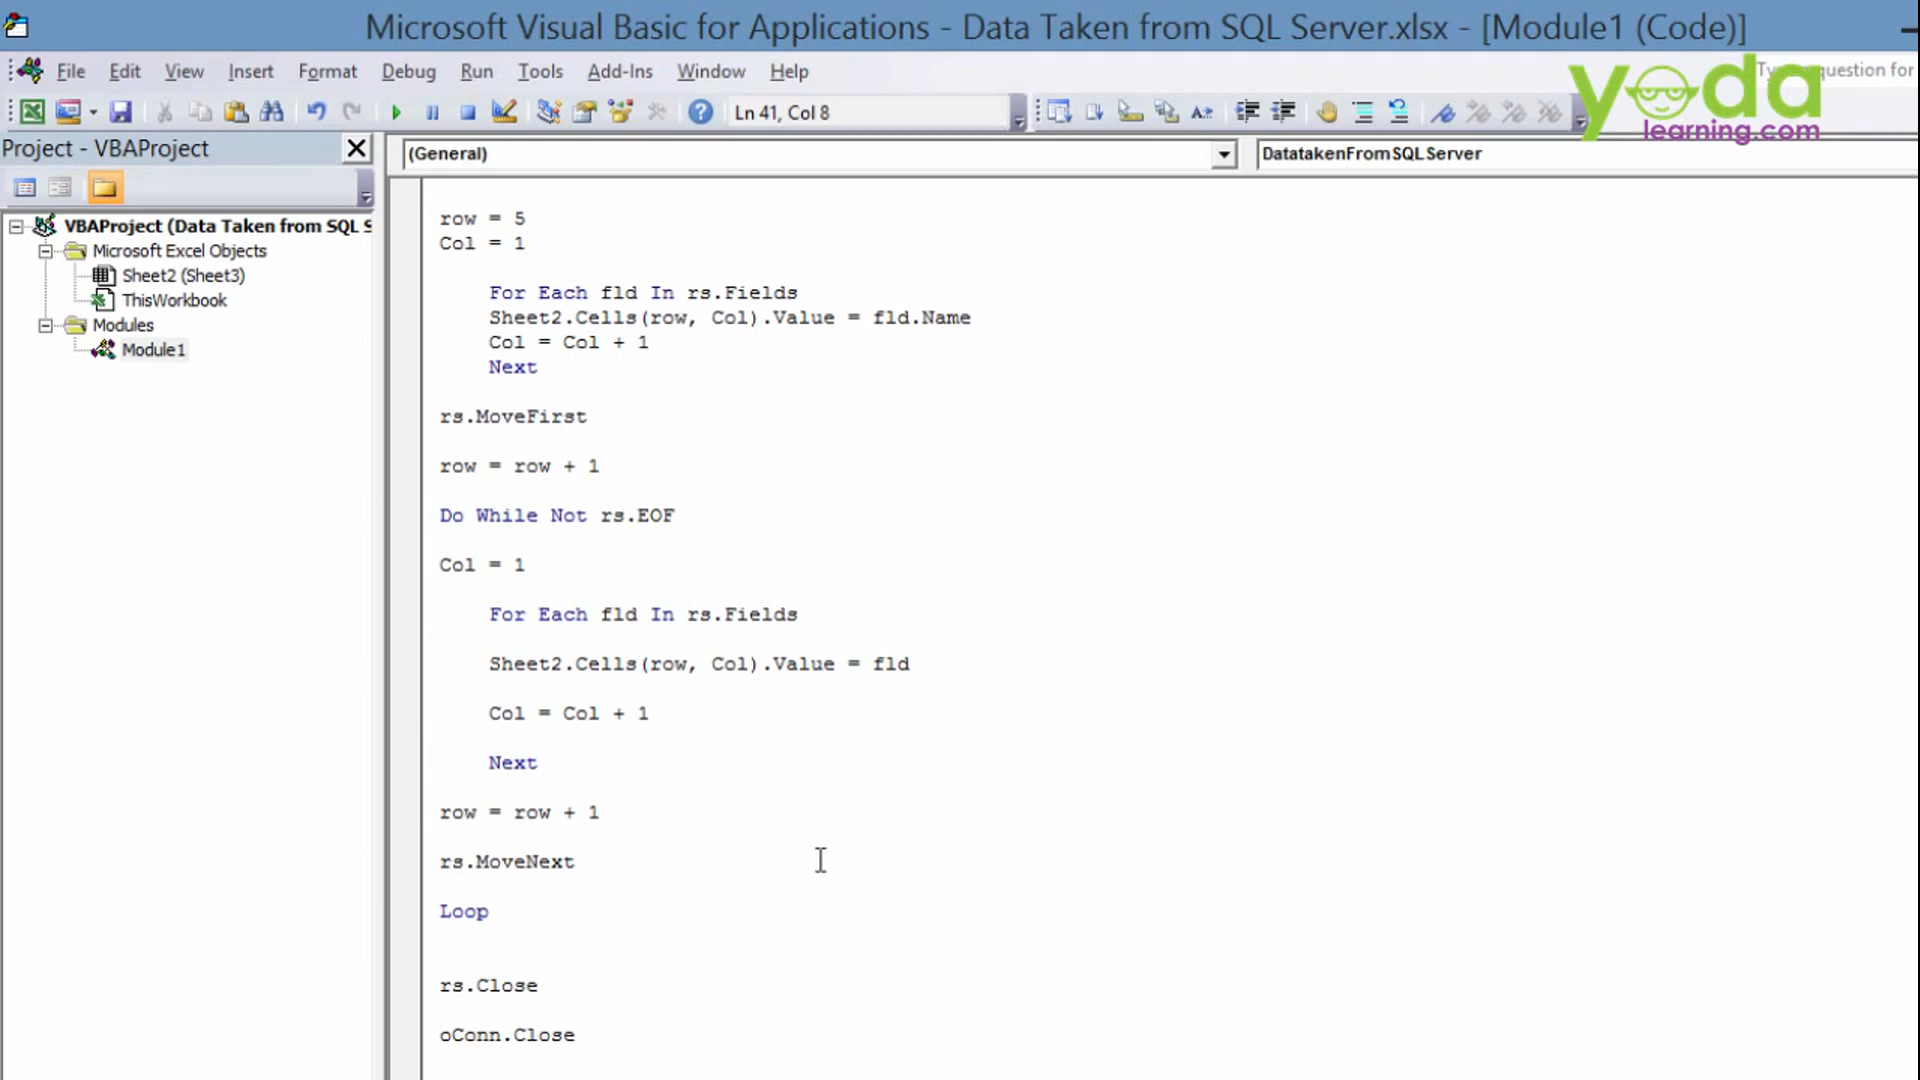 Microsoft Visual Basic for Applications - Data Taken from SQL Server.xlsx - [Module1 (Code)]
File Edit View Insert Format Debug Run Tools Add-Ins Window Help
question for
yoda
learning.com
Ln 41, Col 8
Project - VBAProject
(General)
DatatakenFromSQLServer
VBAProject (Data Taken from SQL S
Microsoft Excel Objects
Sheet2 (Sheet3)
ThisWorkbook
Modules
Module1
row = 5
Col = 1
For Each fld In rs.Fields
Sheet2.Cells(row, Col).Value = fld.Name
Col = Col + 1
Next
rs.MoveFirst
row = row + 1
Do While Not rs.EOF
Col = 1
For Each fld In rs.Fields
Sheet2.Cells(row, Col).Value = fld
Col = Col + 1
Next
row = row + 1
rs.MoveNext
Loop
rs.Close
oConn.Close